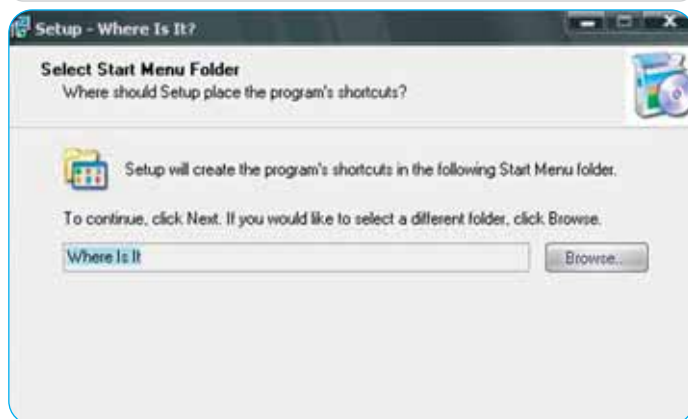 Setup - Where Is It?
Select Start Menu Folder
Where should Setup place the program's shortcuts?
Setup will create the program's shortcuts in the following Start Menu folder.
To continue, click Next. If you would like to select a different folder, click Browse.
Where Is It
Browse...